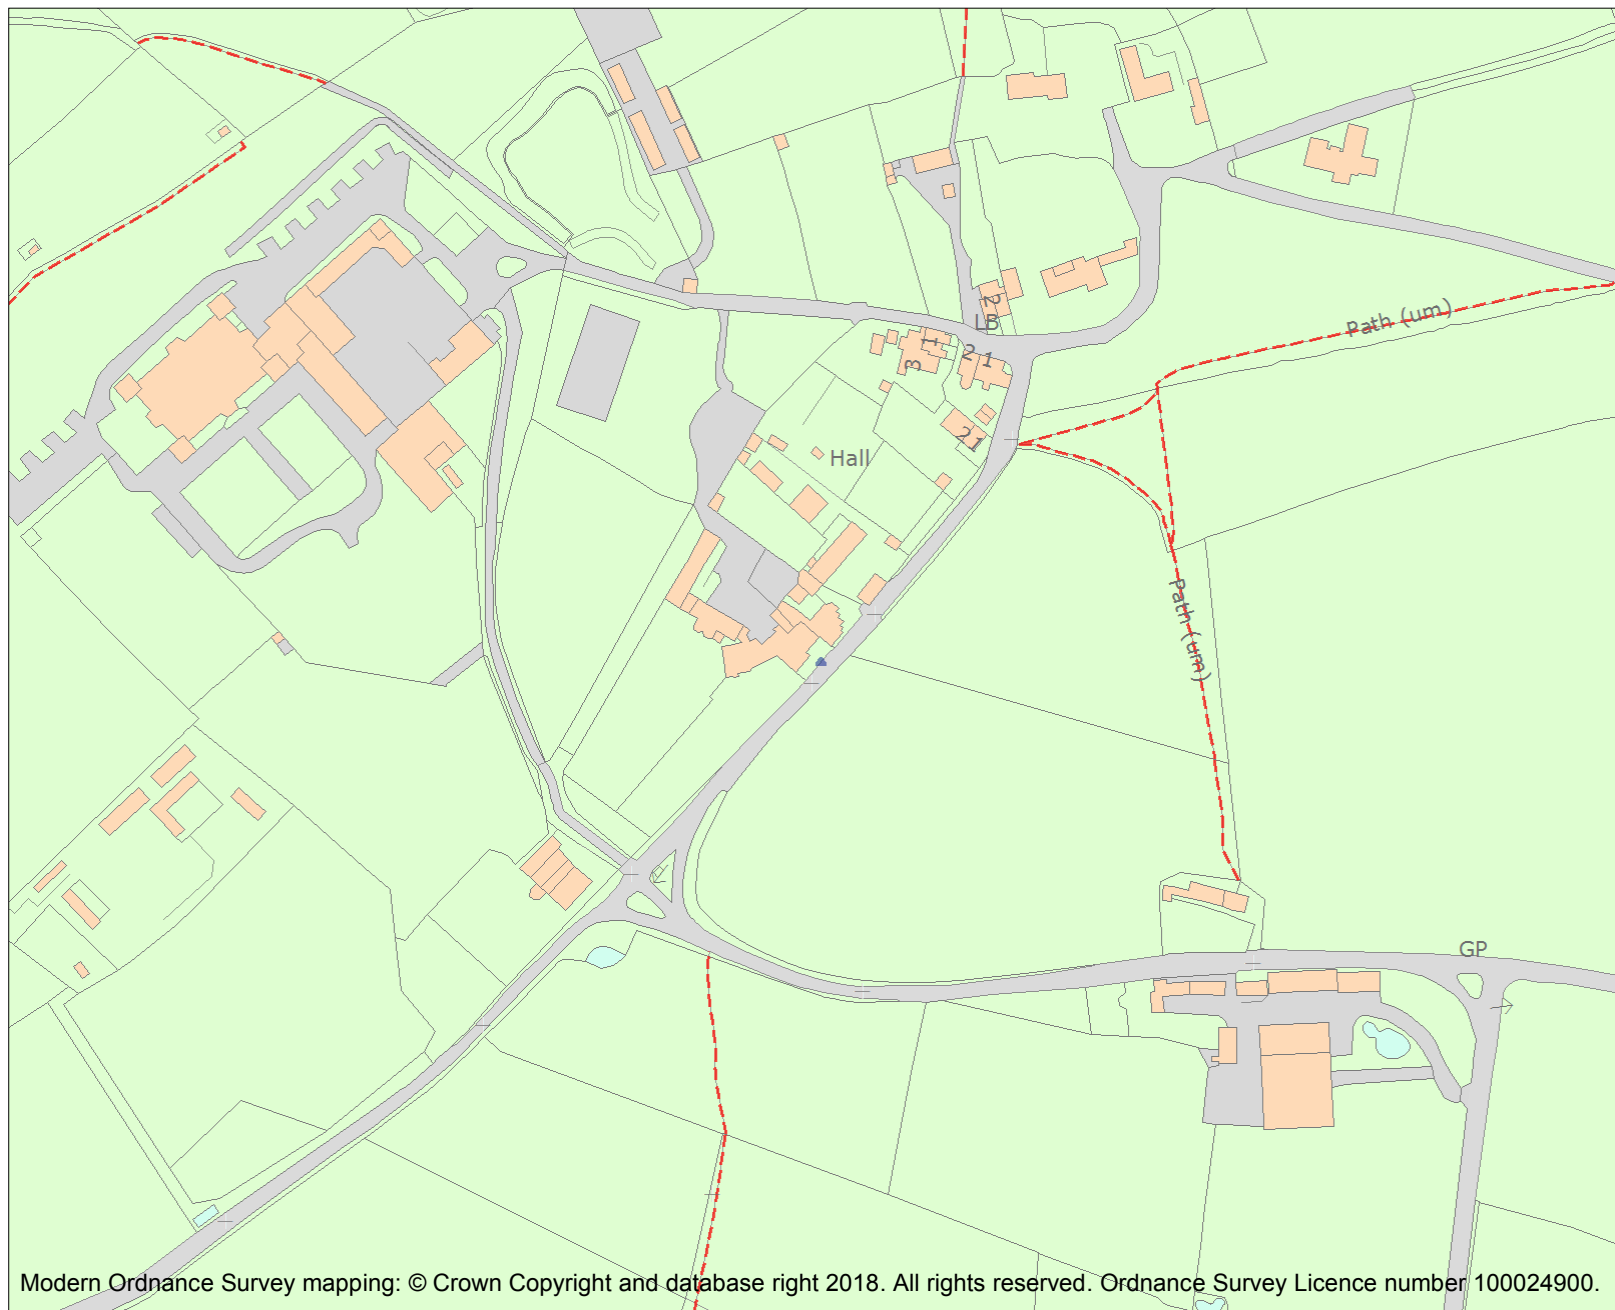 2
LB
1
3
2
1
Path (um)
21
Hall
Path (um)
GP
Modern Ordnance Survey mapping: © Crown Copyright and database right 2018. All rights reserved. Ordnance Survey Licence number 100024900.